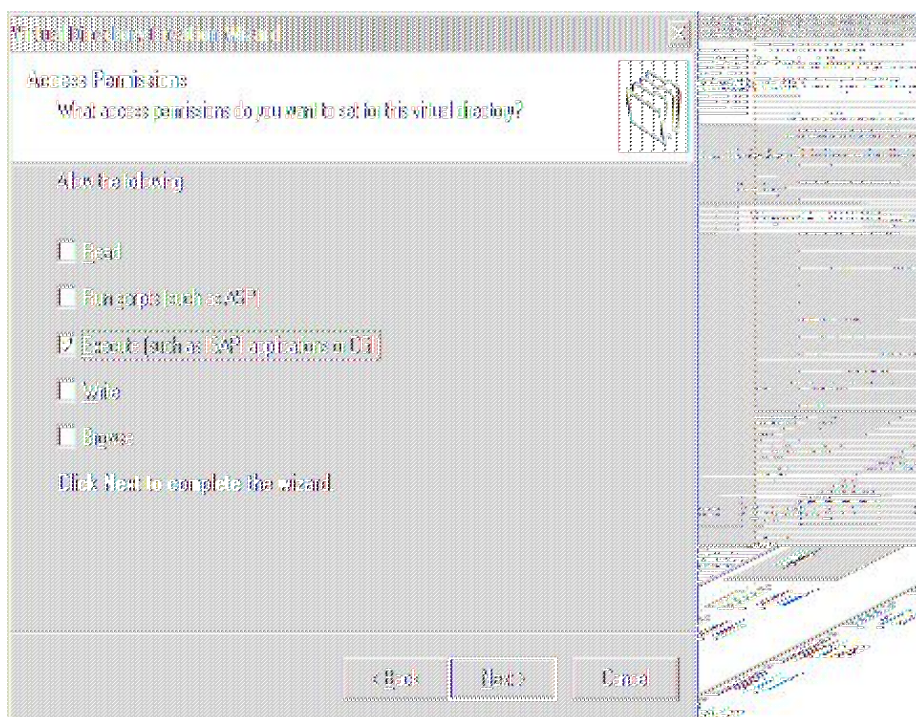 Virtual Directory Creation Wizard
Access Permissions
What access permissions do you want to set for this virtual directory?
Allow the following
Read
Run scripts (such as ASP)
Execute (such as ISAPI applications or CGI)
Write
Browse
Click Next to complete the wizard
< Back
Next >
Cancel